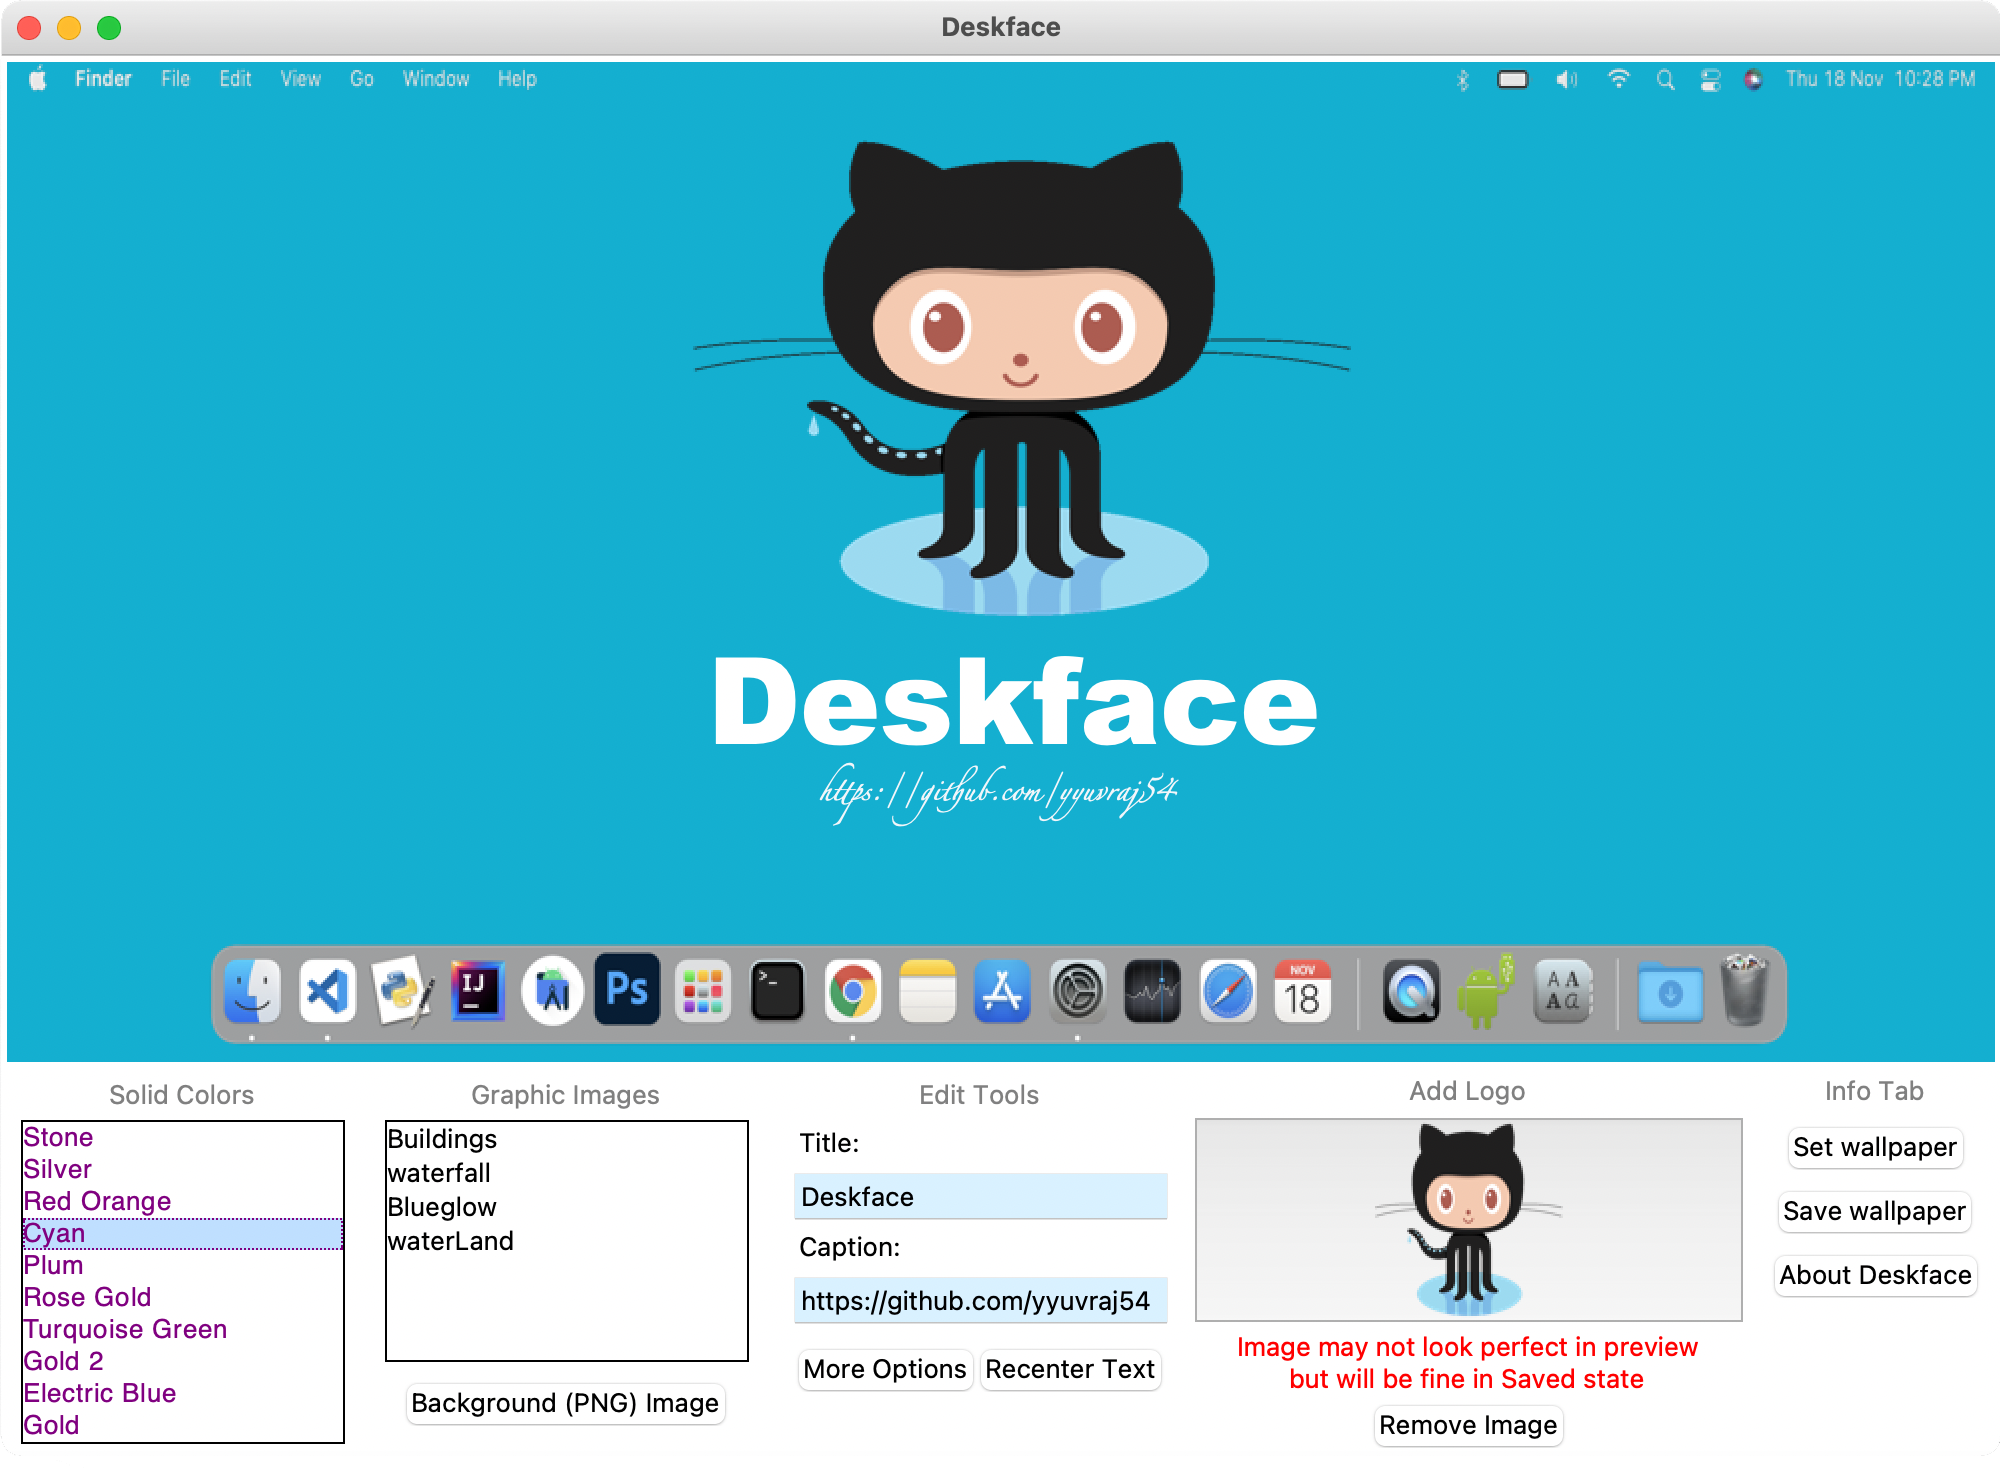 Deskface
Finder File Edit View Go Window Help Thu 18 Nov 10:28 PM
Deskface
https://github.com/yyuvraj54
IJ
Ps
>_
NOV
18
A A
A a
Solid Colors
Stone
Silver
Red Orange
Cyan
Plum
Rose Gold
Turquoise Green
Gold 2
Electric Blue
Gold
Graphic Images
Buildings
waterfall
Blueglow
waterLand
Background (PNG) Image
Edit Tools
Title:
Deskface
Caption:
https://github.com/yyuvraj54
More Options Recenter Text
Add Logo
Image may not look perfect in preview
but will be fine in Saved state
Remove Image
Info Tab
Set wallpaper
Save wallpaper
About Deskface